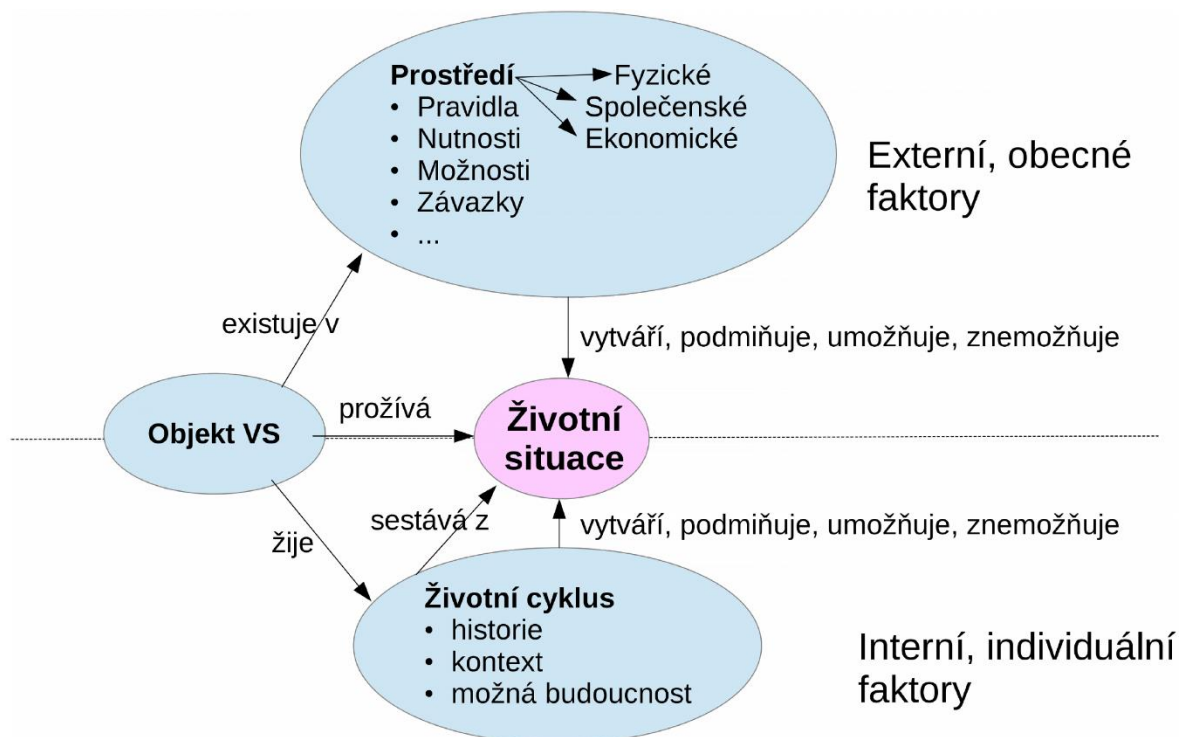 Prostředí
Fyzické
• Pravidla
Společenské
• Nutnosti
Ekonomické
• Možnosti
• Závazky
• ...
Externí, obecné
faktory
existuje v
vytváří, podmiňuje, umožňuje, znemožňuje
Objekt VS
prožívá
Životní
situace
žije
sestává z
vytváří, podmiňuje, umožňuje, znemožňuje
Životní cyklus
• historie
• kontext
• možná budoucnost
Interní, individuální
faktory